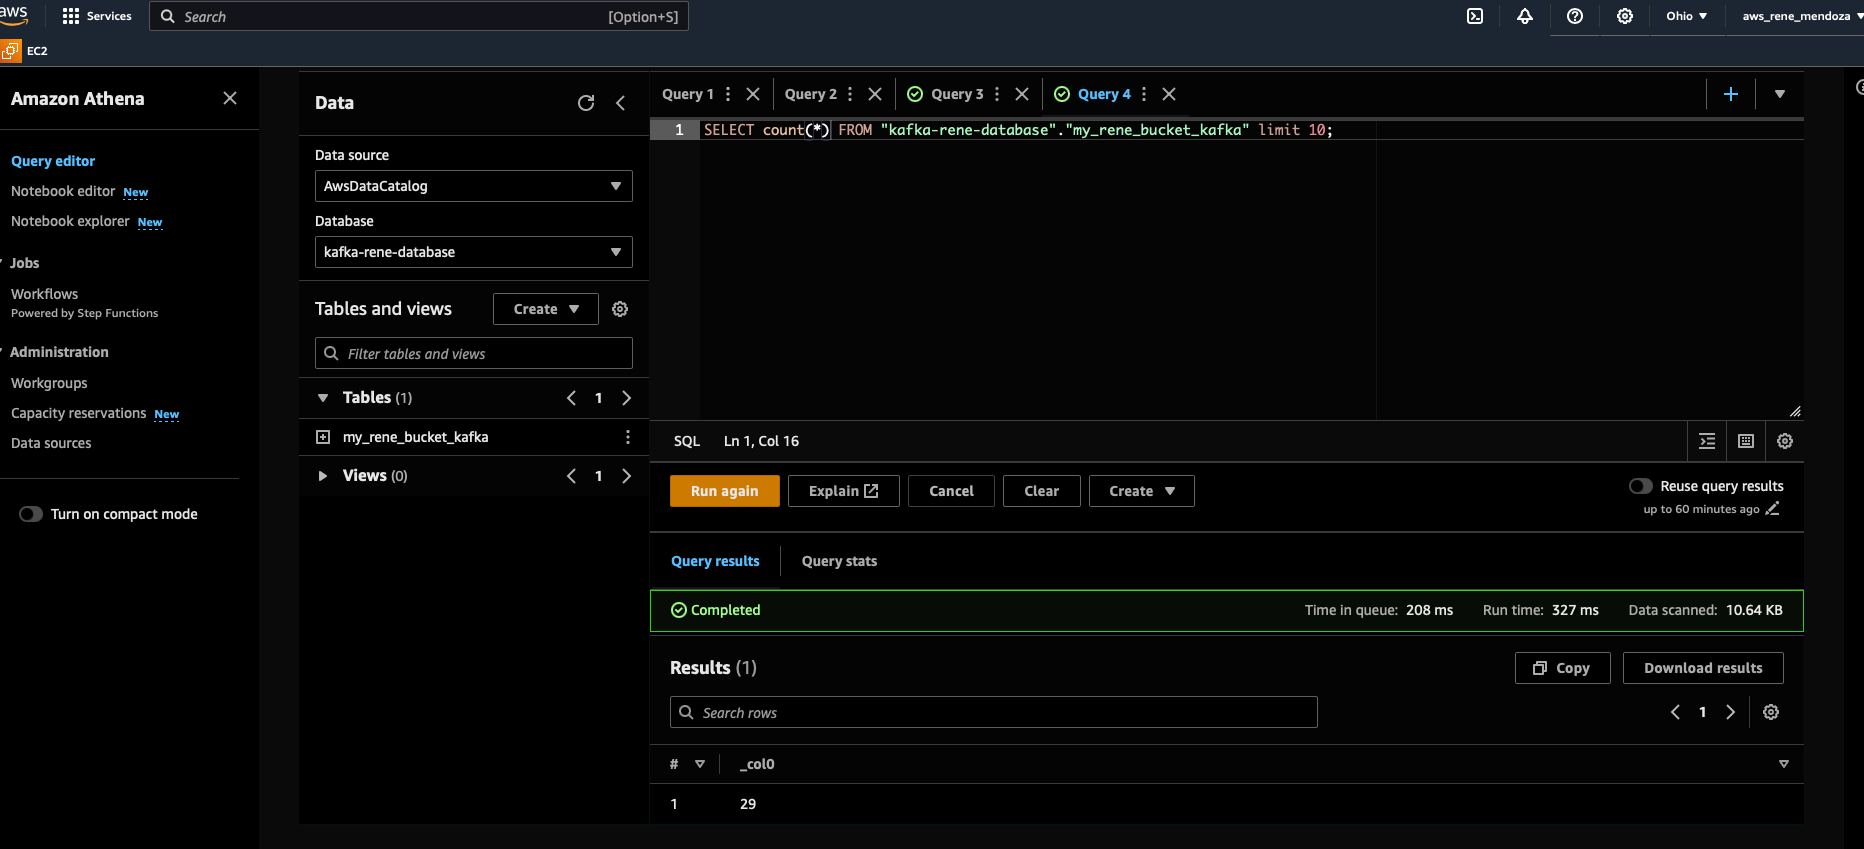 aws
Services
Search
[Option+S]
Ohio
aws_rene_mendoza
EC2
Amazon Athena
Query editor
Notebook editor New
Notebook explorer New
Jobs
Workflows
Powered by Step Functions
Administration
Workgroups
Capacity reservations New
Data sources
Turn on compact mode
Data
Data source
AwsDataCatalog
Database
kafka-rene-database
Tables and views
Create
Filter tables and views
Tables (1)
1
my_rene_bucket_kafka
Views (0)
1
Query 1
Query 2
Query 3
Query 4
1 SELECT count(*) FROM "kafka-rene-database"."my_rene_bucket_kafka" limit 10;
SQL Ln 1, Col 16
Run again
Explain
Cancel
Clear
Create
Reuse query results
up to 60 minutes ago
Query results
Query stats
Completed
Time in queue: 208 ms
Run time: 327 ms
Data scanned: 10.64 KB
Results (1)
Copy
Download results
Search rows
1
# _col0
1 29